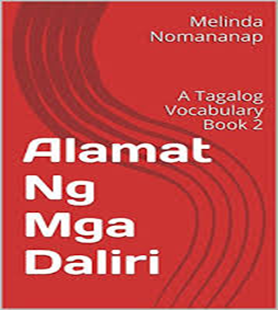 Melinda
Nomananap
A Tagalog
Vocabulary
Book 2
Alamat
Ng
Mga
Daliri